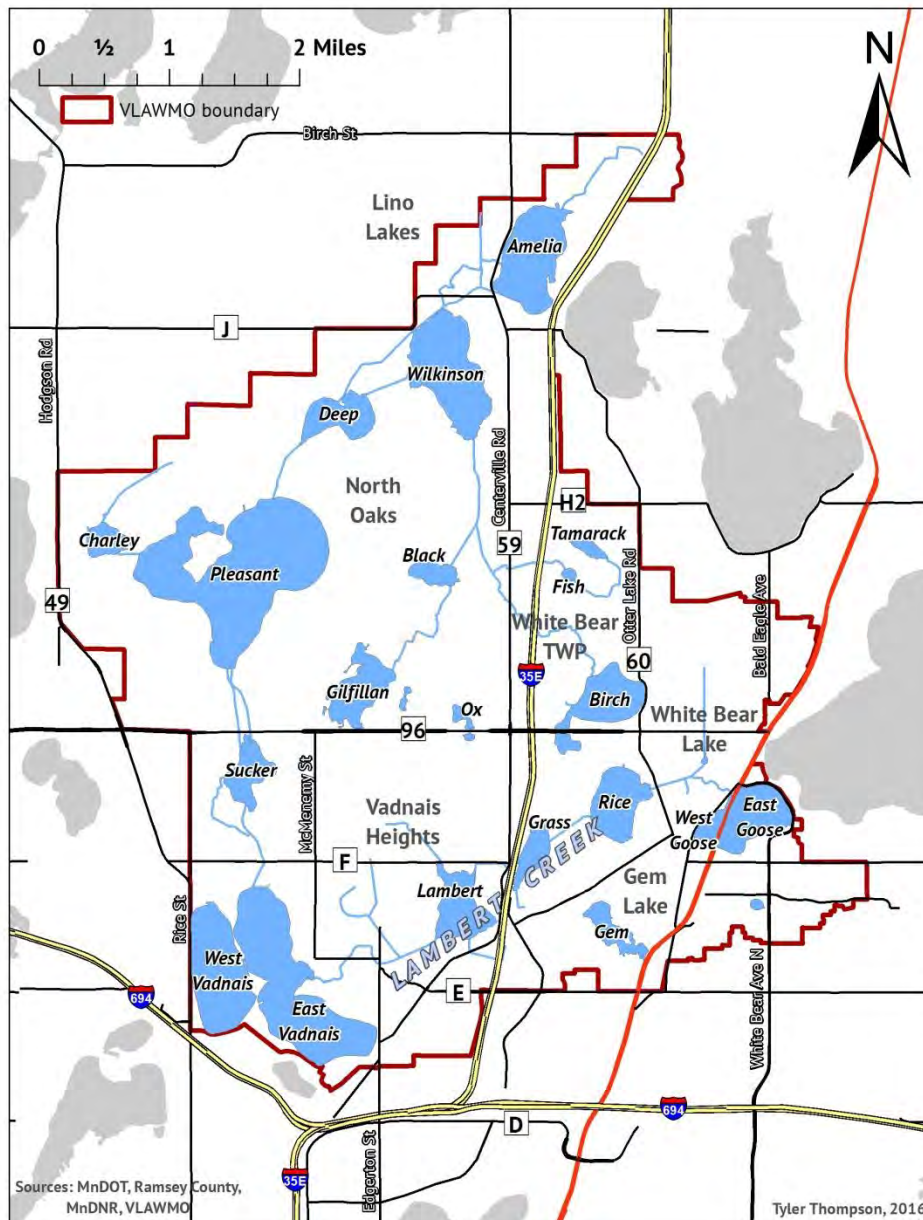 0 ½ 1 2 Miles
VLAWMO boundary
N
Birch St
Lino
Lakes
Amelia
J
Hodgson Rd
Wilkinson
Deep
Centerville Rd
North
Oaks
H2
Charley
Pleasant
Black
59
Tamarack
Fish
Otter Lake Rd
Bald Eagle Ave
49
White Bear
TWP
35E
60
Gilfillan
Ox
Birch
96
White Bear
Lake
Sucker
McMenemy St
Vadnais
Heights
Rice
Grass
West
Goose
East
Goose
F
Lambert
LAMBERT CREEK
Gem
Lake
Gem
Rice St
West
Vadnais
East
Vadnais
E
White Bear Ave N
694
694
D
Edgerton St
35E
Sources: MnDOT, Ramsey County,
MnDNR, VLAWMO
Tyler Thompson, 2016